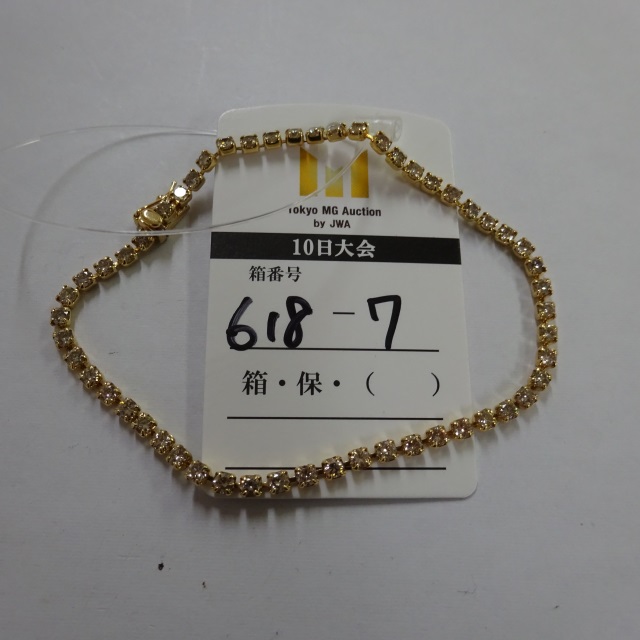 Tokyo MG Auction
by JWA
10日大会
箱番号
618-7
箱・保・(　　)